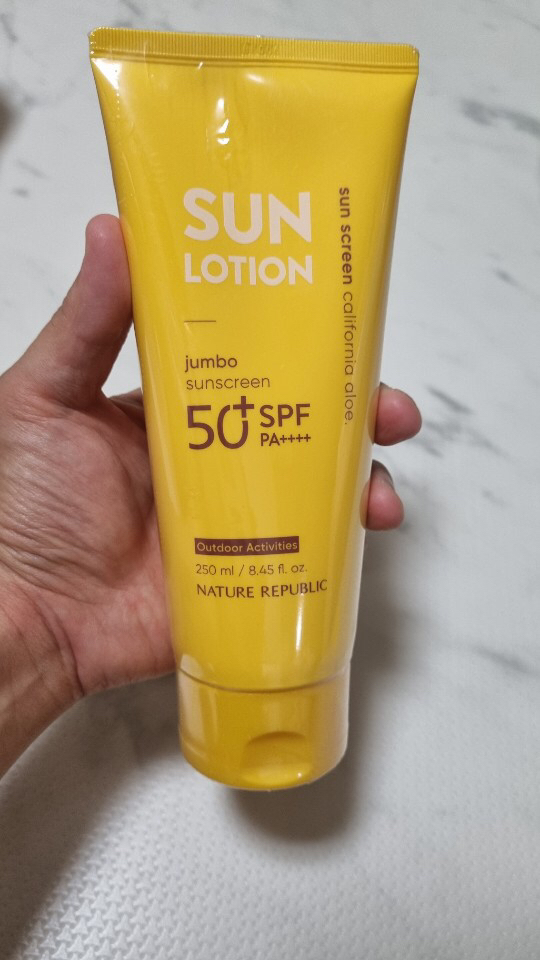 SUN
LOTION
jumbo
sunscreen
50+ SPF
PA++++
Outdoor Activities
250 ml / 8.45 fl. oz.
NATURE REPUBLIC
sun screen california aloe.